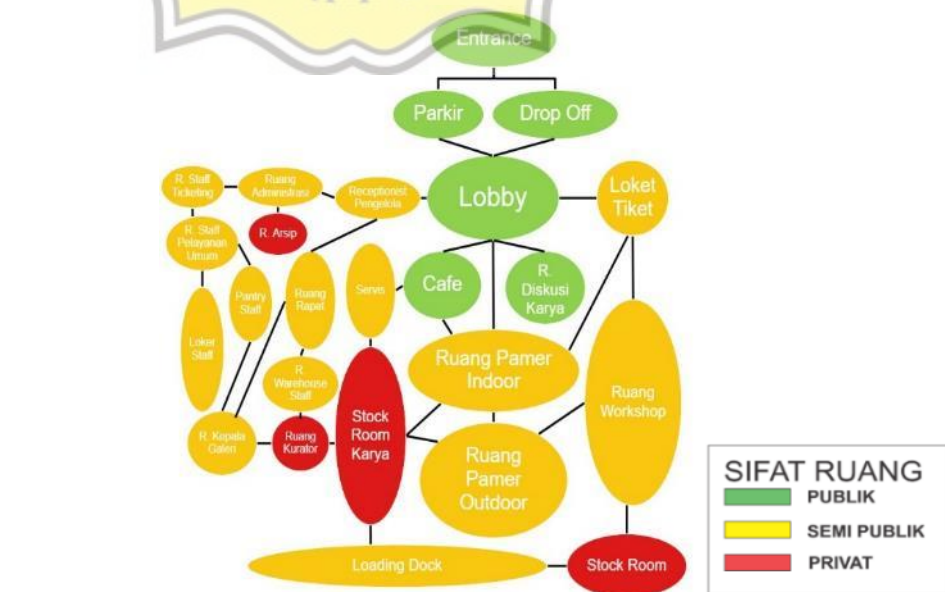 Entrance
Parkir
Drop Off
Lobby
Loket
Tiket
Receptionist
Pengelola
Ruang
Administrasi
R. Staff
Ticketing
R. Arsip
R. Staff
Pelayanan
Umum
Pantry
Staff
Loker
Staff
Ruang
Rapat
Servis
Cafe
R.
Diskusi
Karya
Ruang Pamer
Indoor
Ruang
Workshop
R.
Warehouse
Staff
Stock
Room
Karya
R. Kepala
Galeri
Ruang
Kurator
Ruang
Pamer
Outdoor
Loading Dock
Stock Room
SIFAT RUANG
PUBLIK
SEMI PUBLIK
PRIVAT